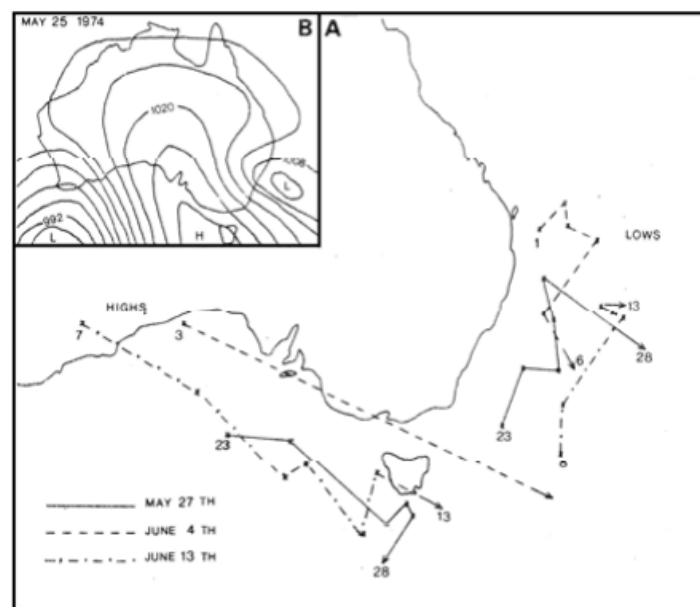 MAY 25 1974
B
A
1020
992
L
H
L
LOWS
1
13
28
6
23
HIGHS
7
3
23
13
28
MAY 27 TH
JUNE 4 TH
JUNE 13 TH